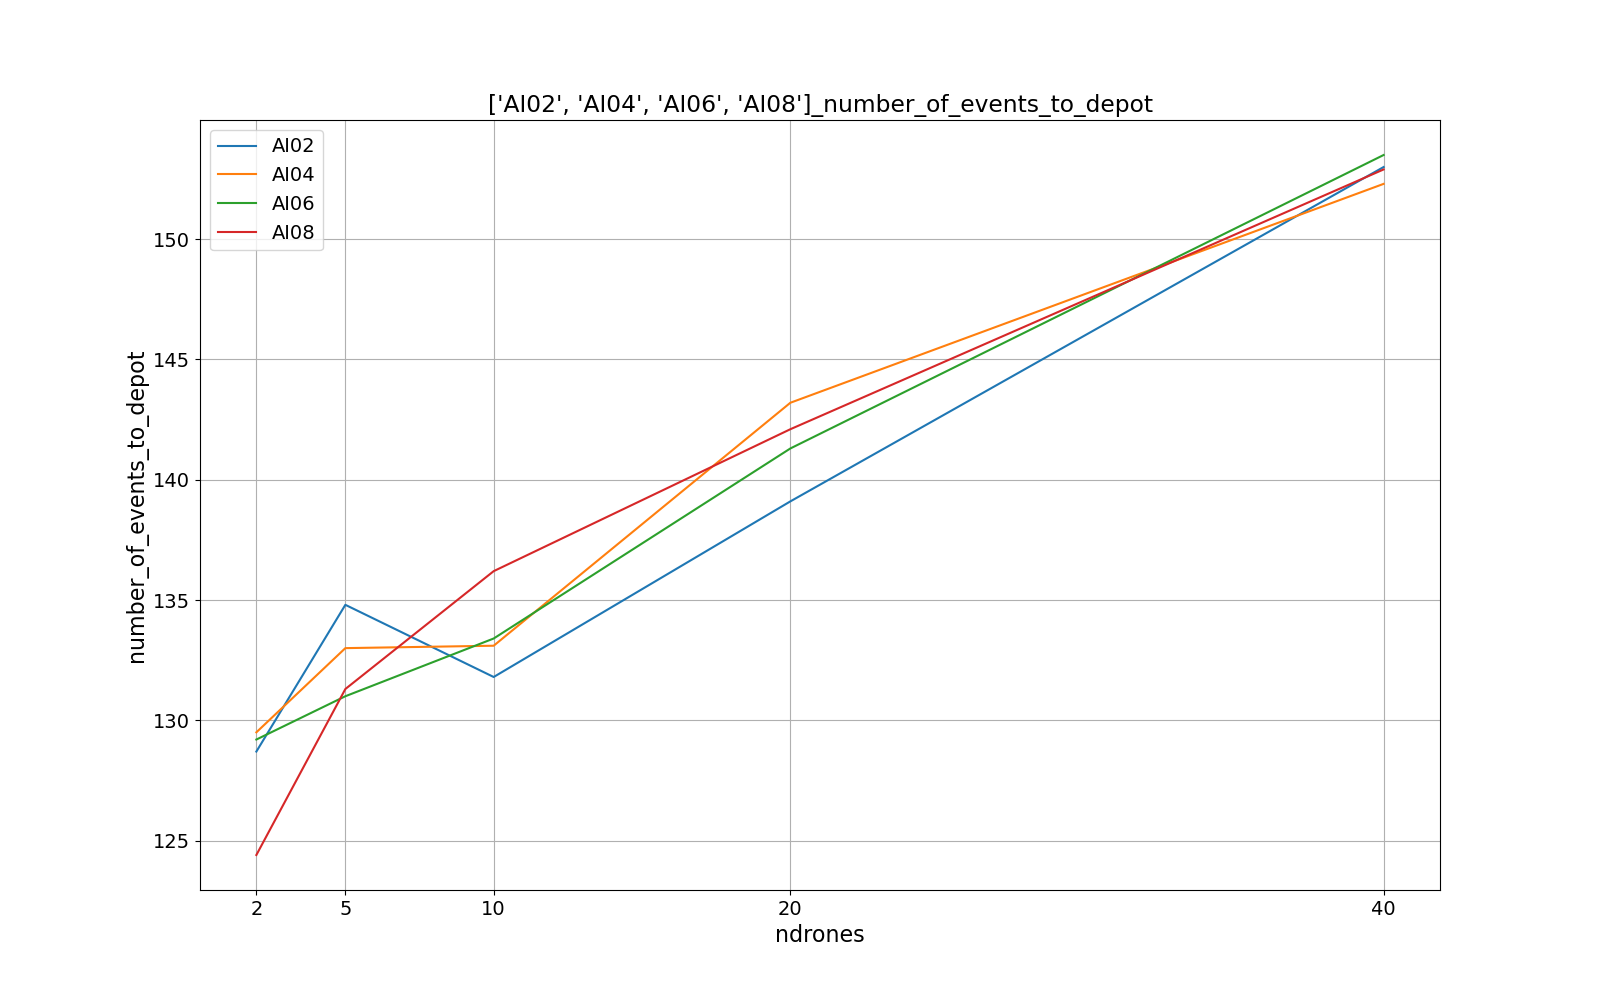 ['AI02', 'AI04', 'AI06', 'AI08']_number_of_events_to_depot
AI02
AI04
AI06
AI08
150
145
140
135
130
125
number_of_events_to_depot
2 5 10 20 40
ndrones